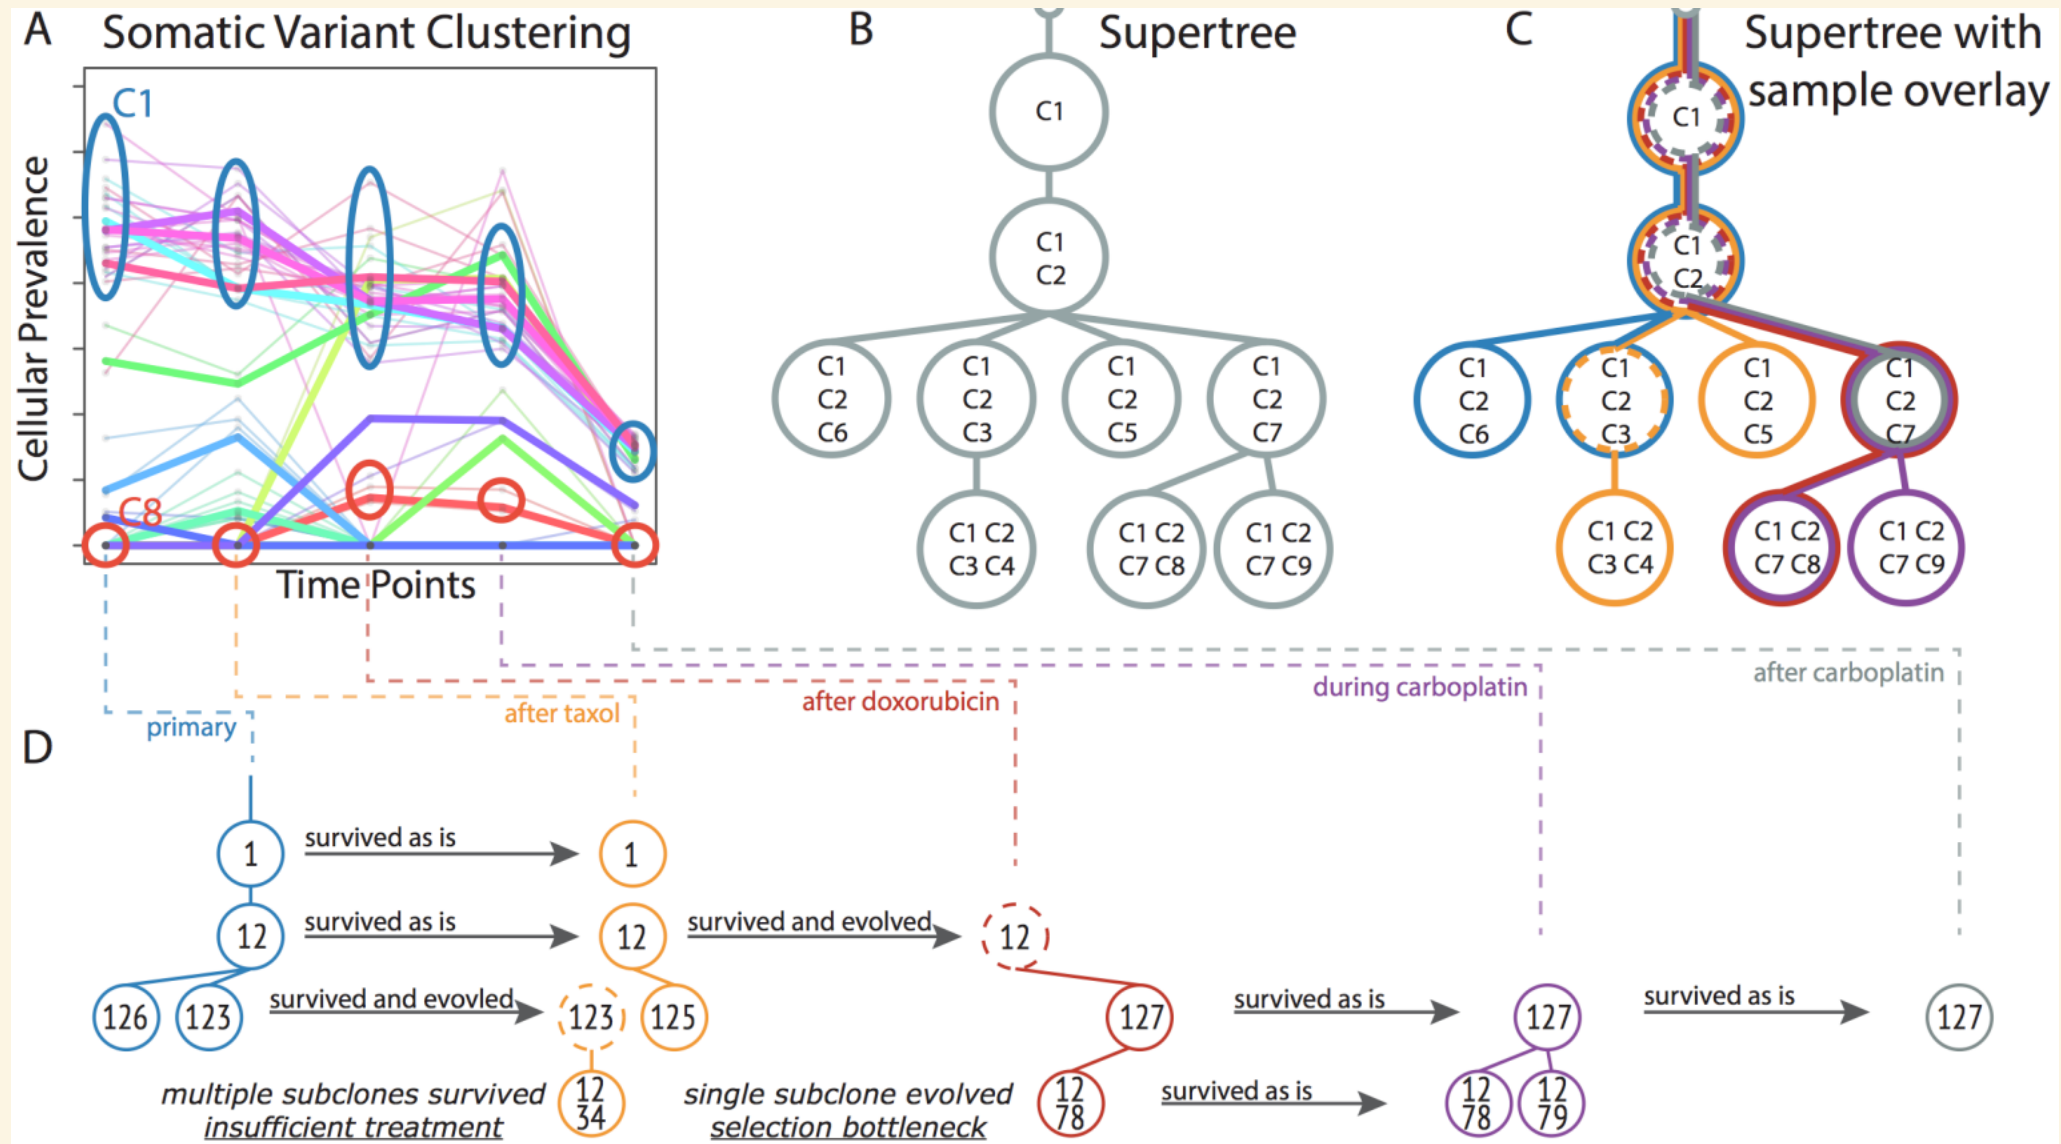 A
Somatic Variant Clustering
C1
C8
Cellular Prevalence
Time Points
B
Supertree
C1
C1
C2
C1
C2
C6
C1
C2
C3
C1
C2
C5
C1
C2
C7
C1 C2
C3 C4
C1 C2
C7 C8
C1 C2
C7 C9
C
Supertree with
sample overlay
C1
C1
C2
C1
C2
C6
C1
C2
C3
C1
C2
C5
C1
C2
C7
C1 C2
C3 C4
C1 C2
C7 C8
C1 C2
C7 C9
primary
after taxol
after doxorubicin
during carboplatin
after carboplatin
D
1
survived as is
1
12
survived as is
12
survived and evolved
12
126
123
survived and evovled
123
125
127
survived as is
127
survived as is
127
multiple subclones survived
insufficient treatment
12
34
single subclone evolved
selection bottleneck
12
78
survived as is
12
78
12
79